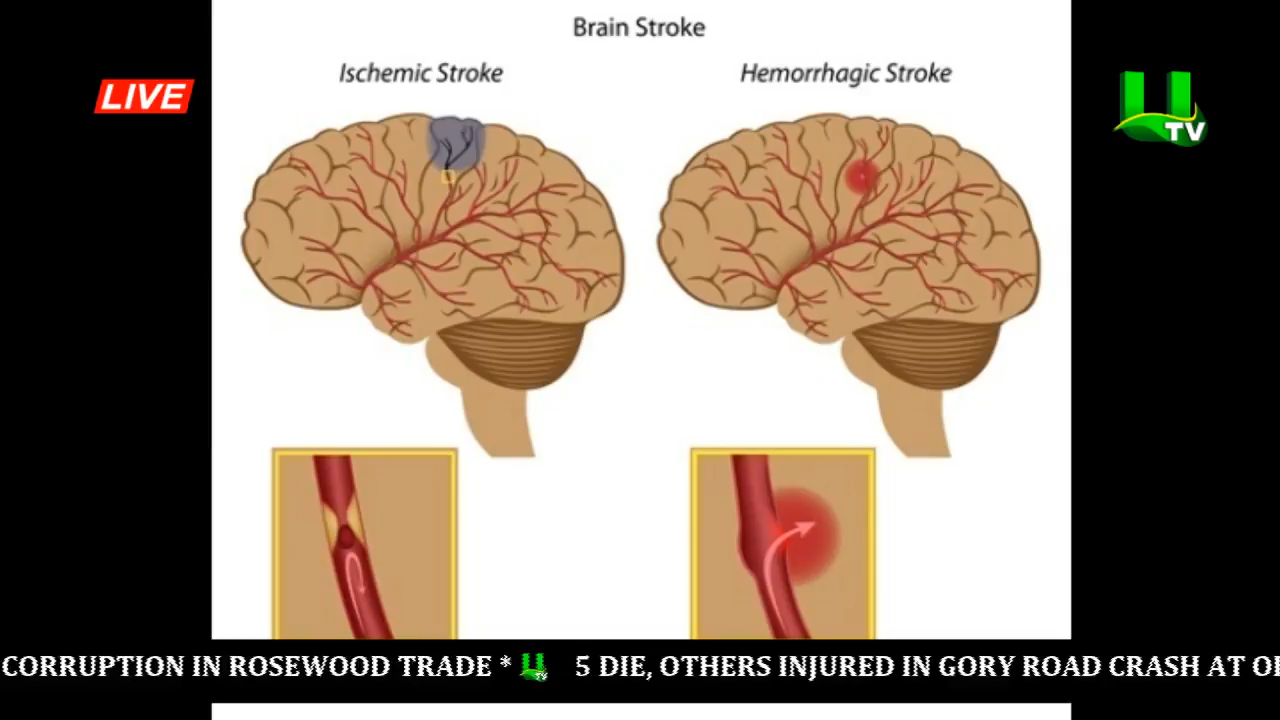 Brain Stroke
Ischemic Stroke
Hemorrhagic Stroke
LIVE
U
TV
CORRUPTION IN ROSEWOOD TRADE * U TV 5 DIE, OTHERS INJURED IN GORY ROAD CRASH AT